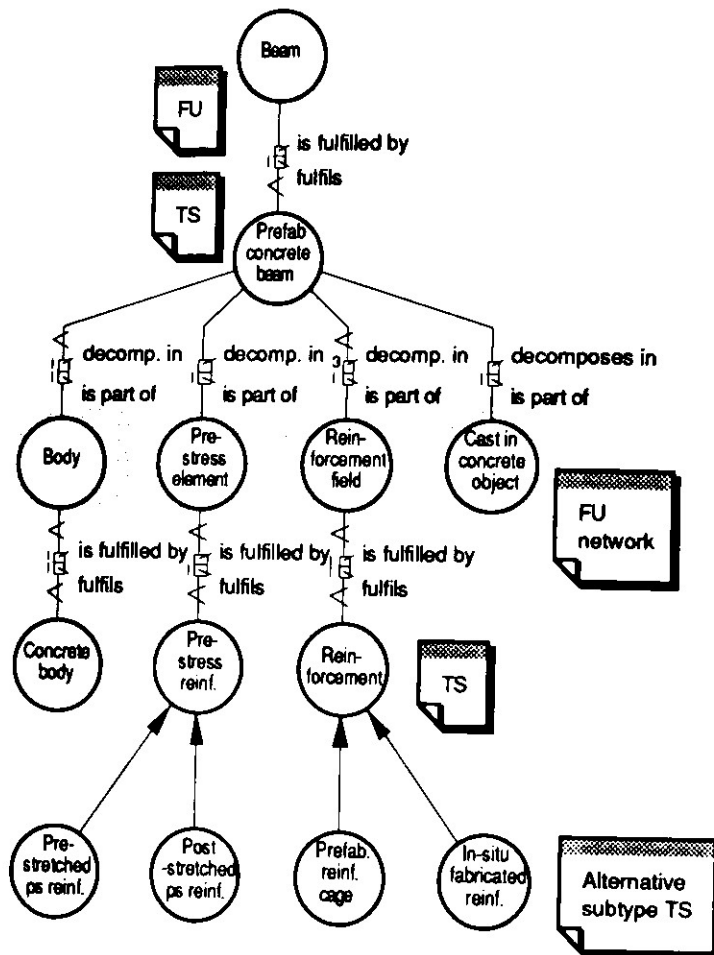 Beam
FU
is fulfilled by
fulfils
TS
Prefab
concrete
beam
decomp. in
is part of
decomp. in
is part of
3
decomp. in
is part of
decomposes in
is part of
Body
Pre-
stress
element
Rein-
forcement
field
Cast in
concrete
object
FU
network
is fulfilled by
fulfils
is fulfilled by
fulfils
is fulfilled by
fulfils
Concrete
body
Pre-
stress
reinf.
Rein-
forcement
TS
Pre-
stretched
ps reinf.
Post
-stretched
ps reinf.
Prefab.
reinf.
cage
In-situ
fabricated
reinf.
Alternative
subtype TS